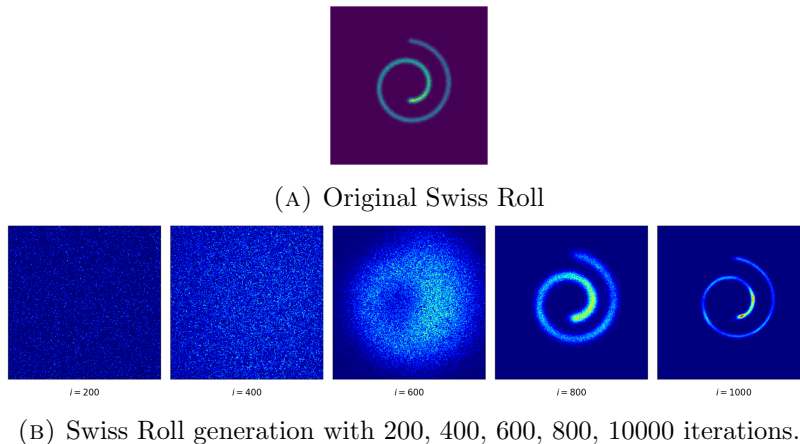 (A) Original Swiss Roll
i = 200
i = 400
i = 600
i = 800
i = 1000
(B) Swiss Roll generation with 200, 400, 600, 800, 10000 iterations.